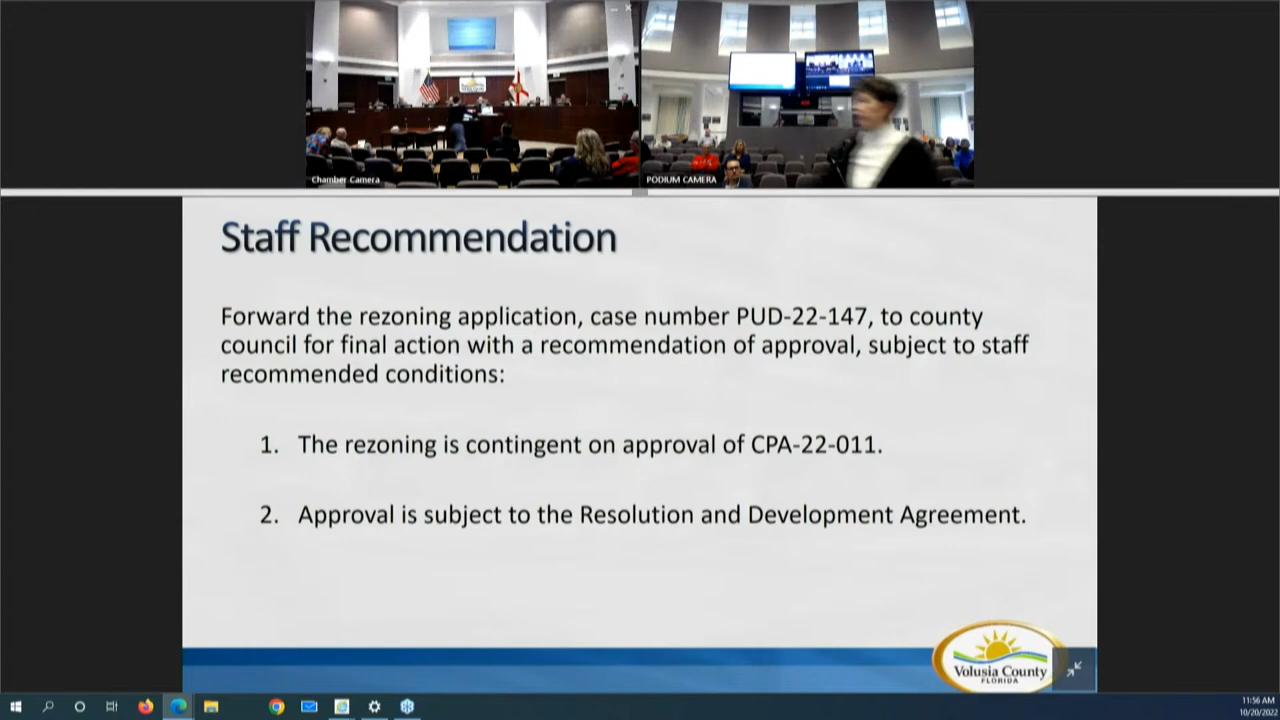 Chamber Camera
PODIUM CAMERA
Staff Recommendation
Forward the rezoning application, case number PUD-22-147, to county
council for final action with a recommendation of approval, subject to staff
recommended conditions:
1. The rezoning is contingent on approval of CPA-22-011.
2. Approval is subject to the Resolution and Development Agreement.
Volusia County
FLORIDA
11:56 AM
10/20/2022